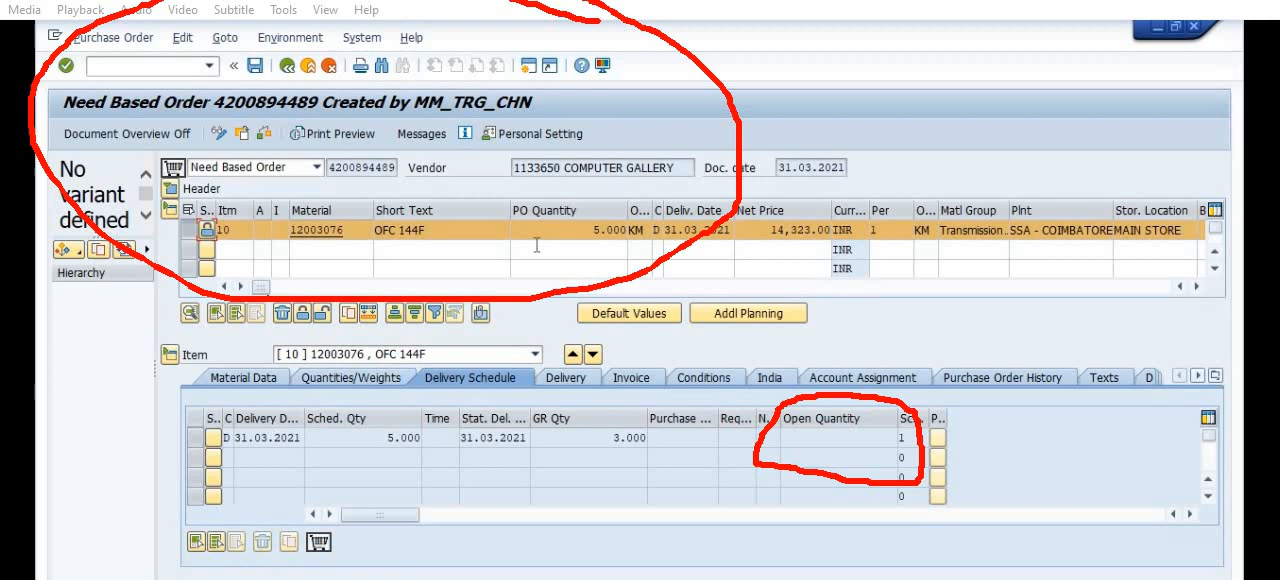 Media Playback Audio Video Subtitle Tools View Help
Purchase Order Edit Goto Environment System Help
Need Based Order 4200894489 Created by MM_TRG_CHN
Document Overview Off Print Preview Messages Personal Setting
No variant defined
Need Based Order 4200894489 Vendor 1133650 COMPUTER GALLERY Doc. date 31.03.2021
Header
S.. Itm A I Material Short Text PO Quantity O... C Deliv. Date Net Price Curr... Per O... Matl Group Plnt Stor. Location B
10 12003076 OFC 144F 5.000 KM D 31.03.2021 14,323.00 INR 1 KM Transmission.. SSA - COIMBATORE MAIN STORE
INR
INR
Hierarchy
Default Values Addl Planning
Item [ 10 ] 12003076 , OFC 144F
Material Data Quantities/Weights Delivery Schedule Delivery Invoice Conditions India Account Assignment Purchase Order History Texts D
S.. C Delivery D... Sched. Qty Time Stat. Del. ... GR Qty Purchase ... Req... N. Open Quantity Sc P..
D 31.03.2021 5.000 31.03.2021 3.000 1
0
0
0